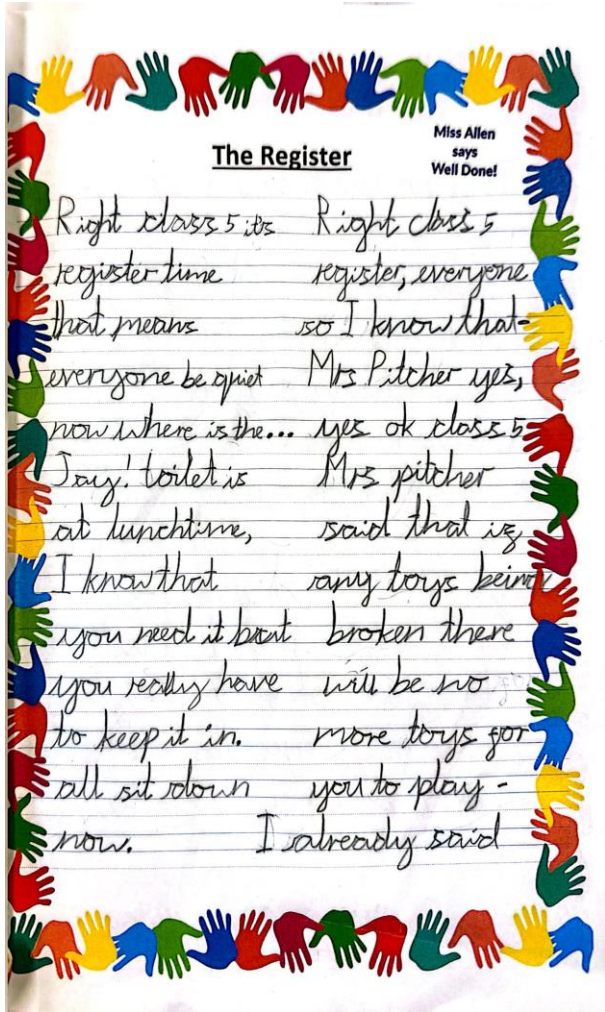 The Register
Miss Allen
says
Well Done!
Right class 5 its
register time
that means
everyone be quiet
now where is the...
Jay! toilet is
at lunchtime,
I know that
you need it but
you really have
to keep it in.
all sit down
now.
Right class 5
register, everyone
so I know that-
Mrs Pitcher yes,
yes ok class 5
Mrs pitcher
said that is
any toys being
broken there
will be no
more toys for
you to play -
I already said